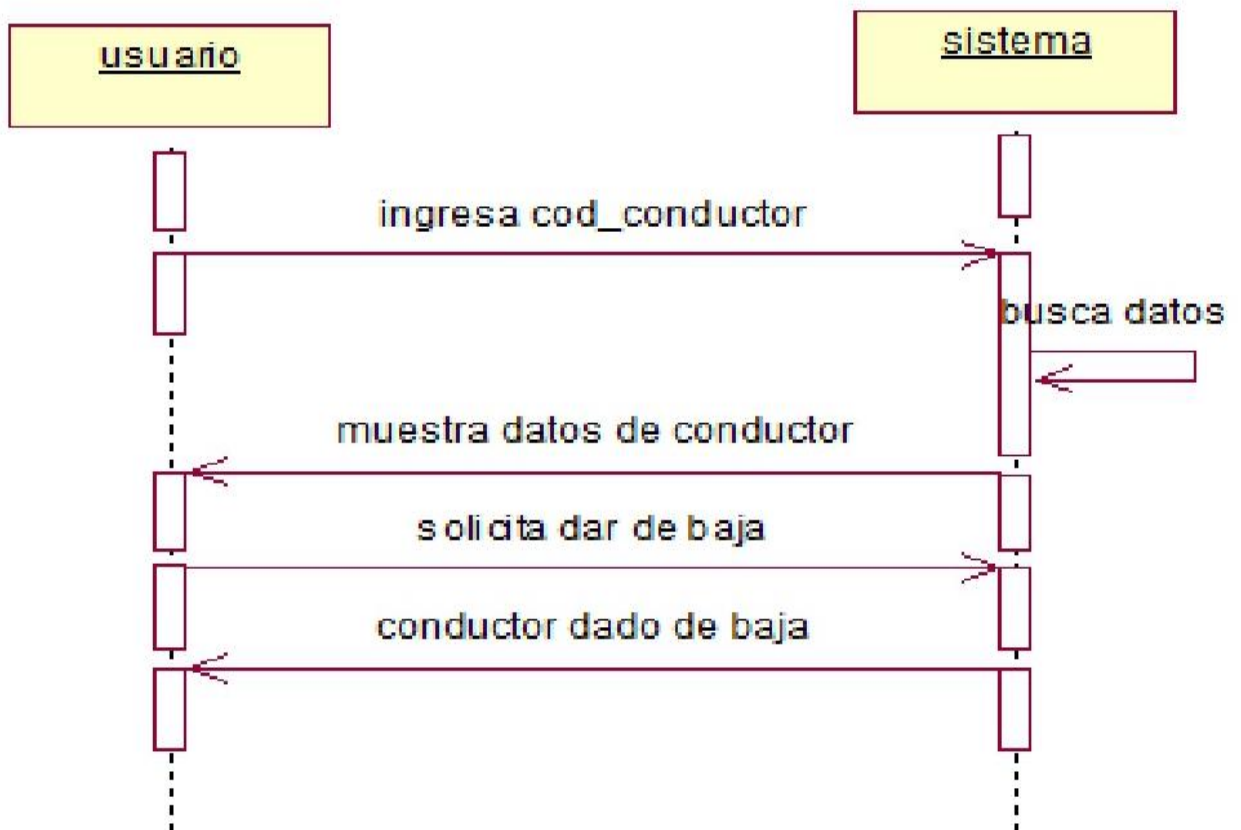 usuario
sistema
ingresa cod_conductor
busca datos
muestra datos de conductor
solicita dar de baja
conductor dado de baja